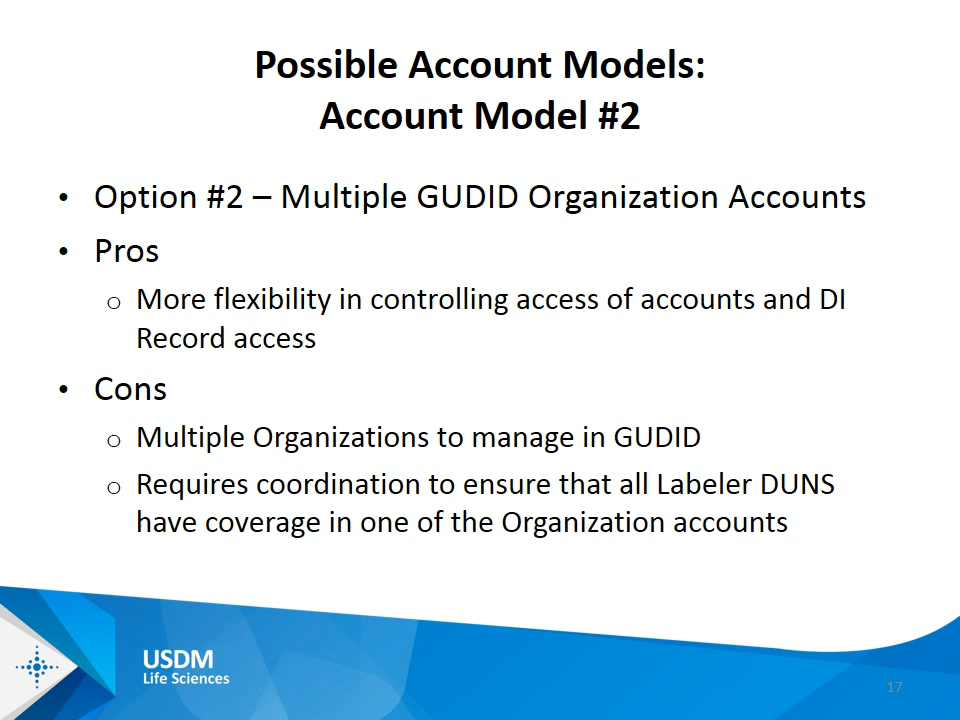 Possible Account Models:
Account Model #2
• Option #2 – Multiple GUDID Organization Accounts
• Pros
o More flexibility in controlling access of accounts and DI
Record access
• Cons
o Multiple Organizations to manage in GUDID
o Requires coordination to ensure that all Labeler DUNS
have coverage in one of the Organization accounts
USDM
Life Sciences
17